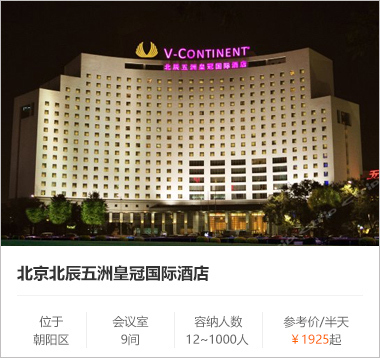 V-CONTINENT
北辰五洲皇冠国际酒店
北京北辰五洲皇冠国际酒店
位于 会议室 容纳人数 参考价/半天
朝阳区 9间 12~1000人 ¥1925起